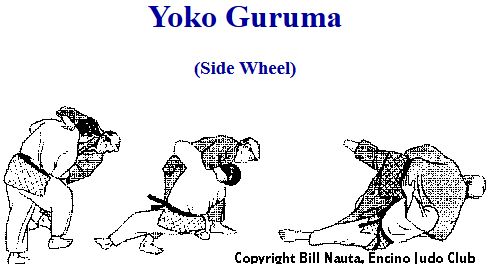 Yoko Guruma
(Side Wheel)
Copyright Bill Nauta, Encino Judo Club